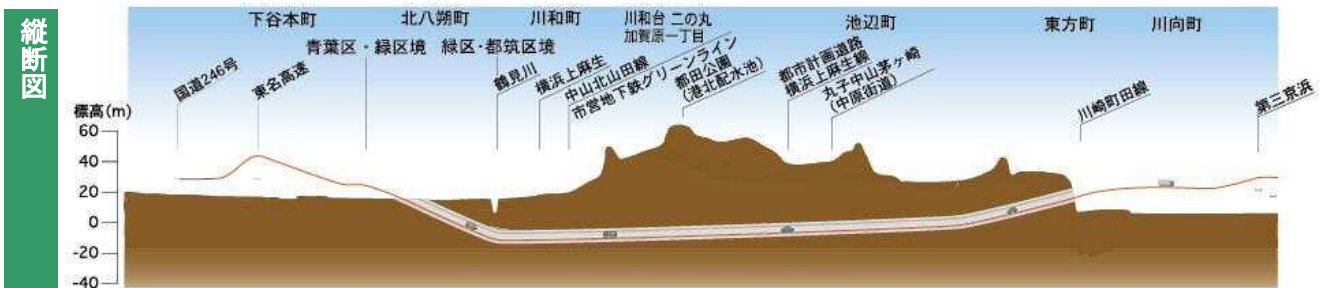 縦断図
下谷本町
北八朔町
川和町
川和台 二の丸
加賀原一丁目
池辺町
東方町
川向町
青葉区・緑区境
緑区・都筑区境
国道246号
東名高速
鶴見川
横浜上麻生
中山北山田線
市営地下鉄グリーンライン
都田公園
(港北配水池)
都市計画道路
横浜上麻生線
丸子中山茅ヶ崎
(中原街道)
川崎町田線
第三京浜
標高(m)
60
40
20
0
-20
-40